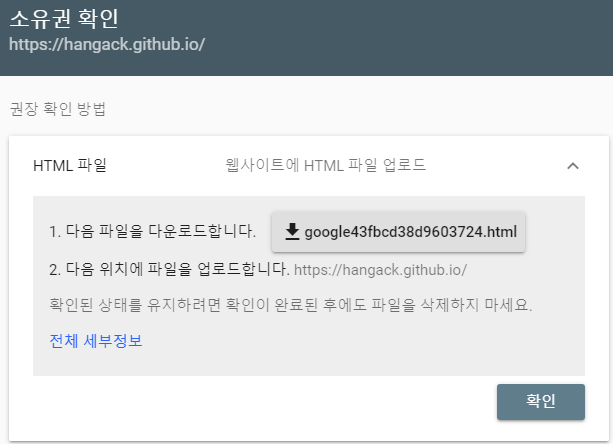 소유권 확인
https://hangack.github.io/
권장 확인 방법
HTML 파일 웹사이트에 HTML 파일 업로드
1. 다음 파일을 다운로드합니다. google43fbcd38d9603724.html
2. 다음 위치에 파일을 업로드합니다. https://hangack.github.io/
확인된 상태를 유지하려면 확인이 완료된 후에도 파일을 삭제하지 마세요.
전체 세부정보
확인